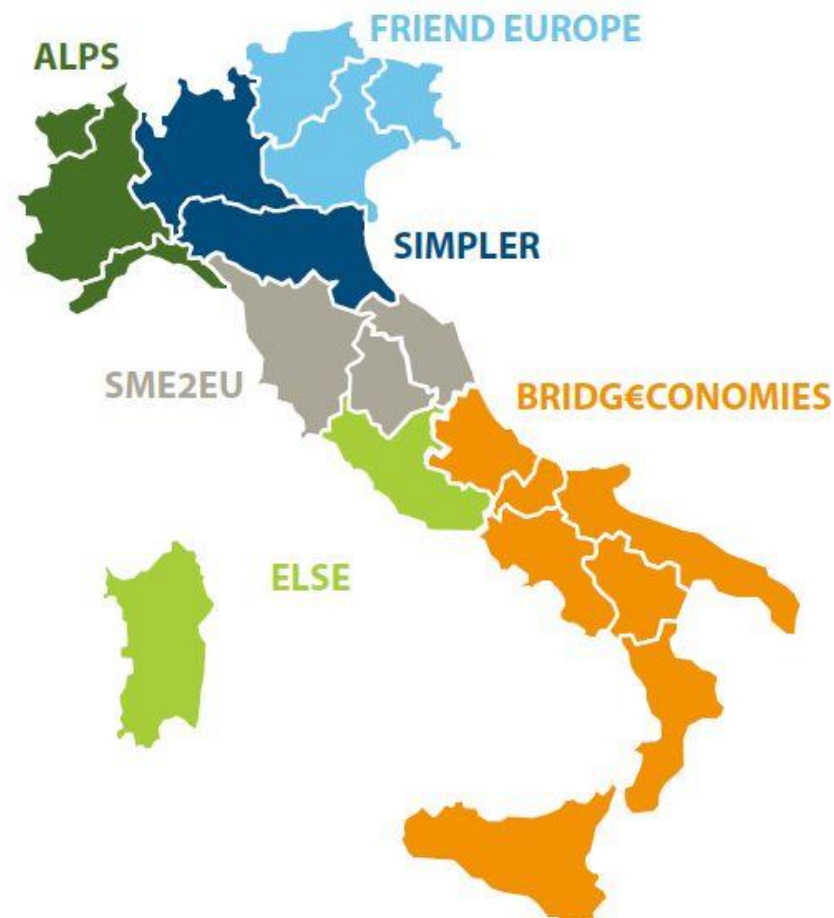 FRIEND EUROPE
ALPS
SIMPLER
SME2EU
BRIDG€CONOMIES
ELSE